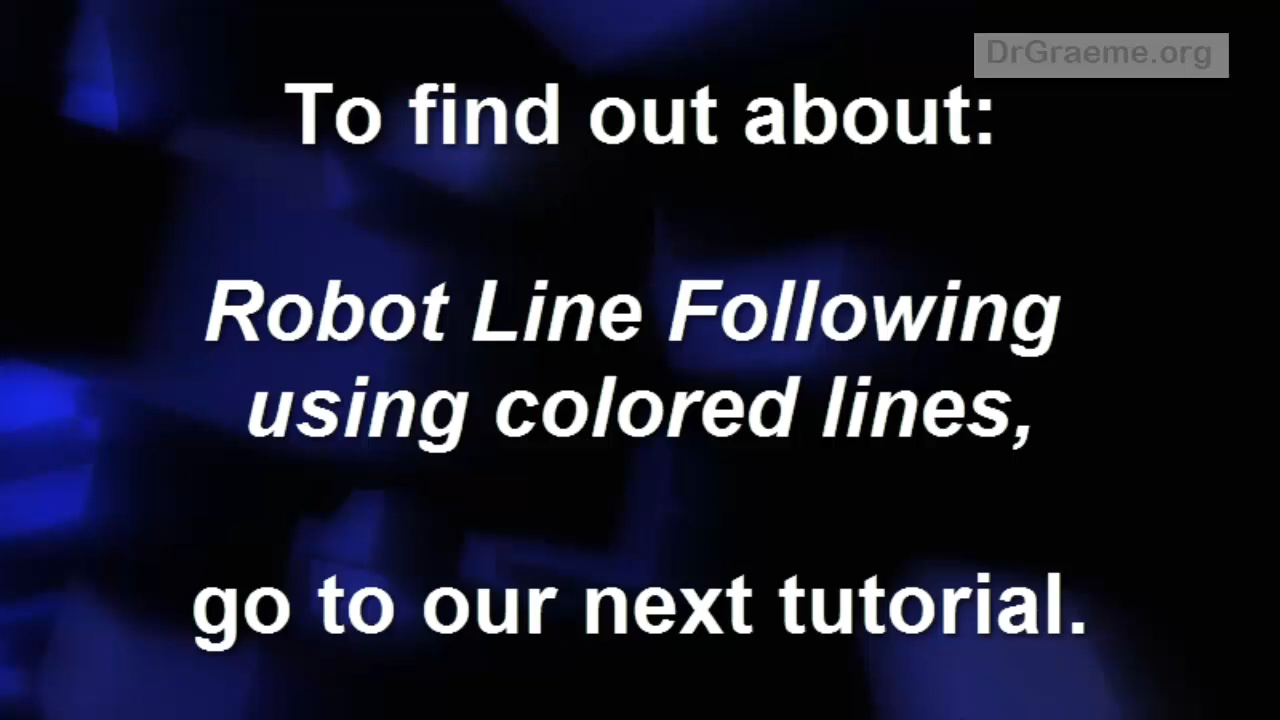 DrGraeme.org
To find out about:
Robot Line Following
using colored lines,
go to our next tutorial.